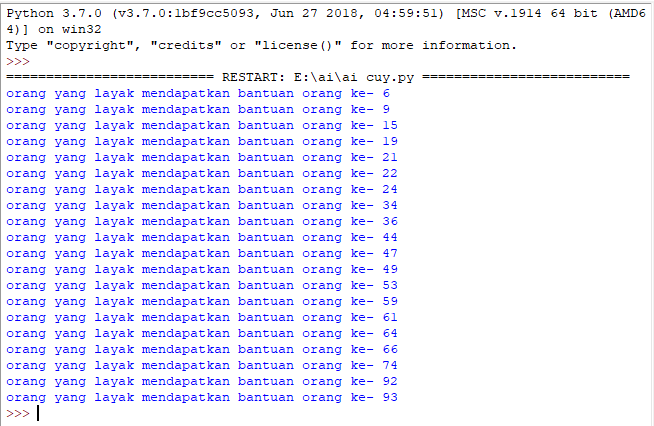 Python 3.7.0 (v3.7.0:1bf9cc5093, Jun 27 2018, 04:59:51) [MSC v.1914 64 bit (AMD6
4)] on win32
Type "copyright", "credits" or "license()" for more information.
>>>
========================== RESTART: E:\ai\ai cuy.py ==========================
orang yang layak mendapatkan bantuan orang ke- 6
orang yang layak mendapatkan bantuan orang ke- 9
orang yang layak mendapatkan bantuan orang ke- 15
orang yang layak mendapatkan bantuan orang ke- 19
orang yang layak mendapatkan bantuan orang ke- 21
orang yang layak mendapatkan bantuan orang ke- 22
orang yang layak mendapatkan bantuan orang ke- 24
orang yang layak mendapatkan bantuan orang ke- 34
orang yang layak mendapatkan bantuan orang ke- 36
orang yang layak mendapatkan bantuan orang ke- 44
orang yang layak mendapatkan bantuan orang ke- 47
orang yang layak mendapatkan bantuan orang ke- 49
orang yang layak mendapatkan bantuan orang ke- 53
orang yang layak mendapatkan bantuan orang ke- 59
orang yang layak mendapatkan bantuan orang ke- 61
orang yang layak mendapatkan bantuan orang ke- 64
orang yang layak mendapatkan bantuan orang ke- 66
orang yang layak mendapatkan bantuan orang ke- 74
orang yang layak mendapatkan bantuan orang ke- 92
orang yang layak mendapatkan bantuan orang ke- 93
>>>